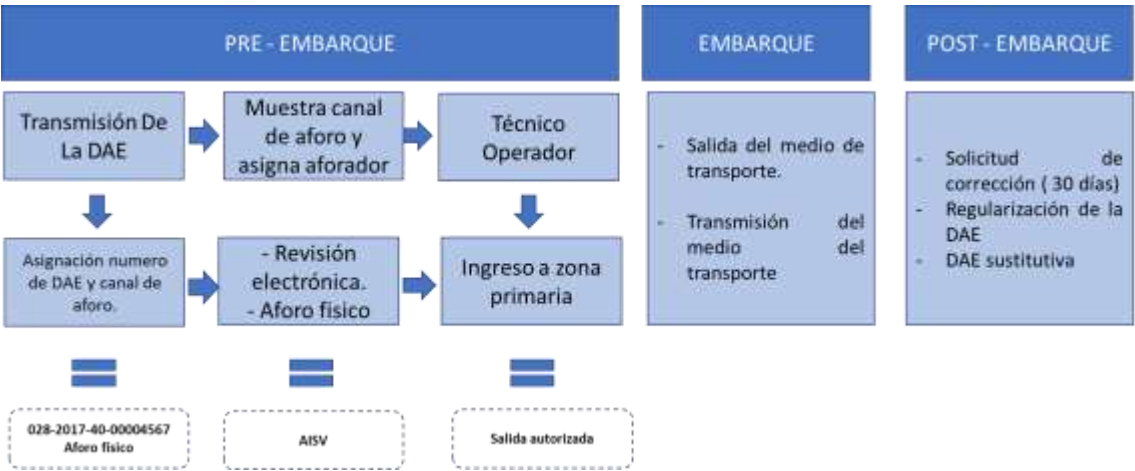 PRE - EMBARQUE
EMBARQUE
POST - EMBARQUE
Transmisión De
La DAE
Muestra canal
de aforo y
asigna aforador
Técnico
Operador
Asignación numero
de DAE y canal de
aforo.
- Revisión
electrónica.
- Aforo fisico
Ingreso a zona
primaria
- Salida del medio de
transporte.
- Transmisión del
medio del
transporte
- Solicitud de
corrección ( 30 días)
- Regularización de la
DAE
- DAE sustitutiva
028-2017-40-00004567
Aforo físico
AISV
Salida autorizada